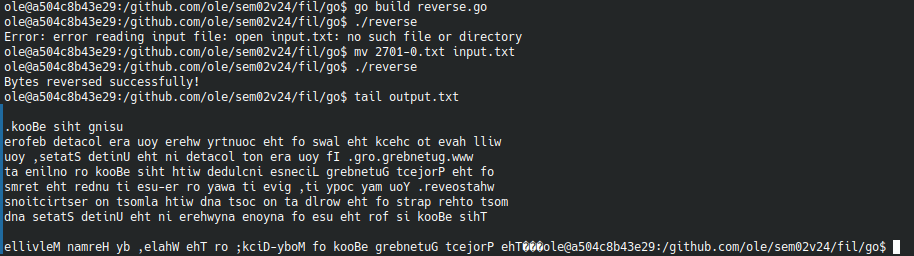 ole@a504c8b43e29:/github.com/ole/sem02v24/fil/go$ go build reverse.go
ole@a504c8b43e29:/github.com/ole/sem02v24/fil/go$ ./reverse
Error: error reading input file: open input.txt: no such file or directory
ole@a504c8b43e29:/github.com/ole/sem02v24/fil/go$ mv 2701-0.txt input.txt
ole@a504c8b43e29:/github.com/ole/sem02v24/fil/go$ ./reverse
Bytes reversed successfully!
ole@a504c8b43e29:/github.com/ole/sem02v24/fil/go$ tail output.txt
.kooBe siht gnisu
erofeb detacol era uoy erehw yrtnuoc eht fo swal eht kcehc ot evah lliw
uoy ,setatS detinU eht ni detacol ton era uoy fI .gro.grebnetug.www
ta enilno ro kooBe siht htiw dedulcni esneciL grebnetuG tcejorP eht fo
smret eht rednu ti esu-er ro yawa ti evig ,ti ypoc yam uoY .reveostahw
snoitcirtser on tsomla htiw dna tsoc on ta dlrow eht fo strap rehto tsom
dna setatS detinU eht ni erehwyna enoyna fo esu eht rof si kooBe sihT
ellivleM namreH yb ,elahW ehT ro ;kciD-yboM fo kooBe grebnetuG tcejorP ehT���ole@a504c8b43e29:/github.com/ole/sem02v24/fil/go$